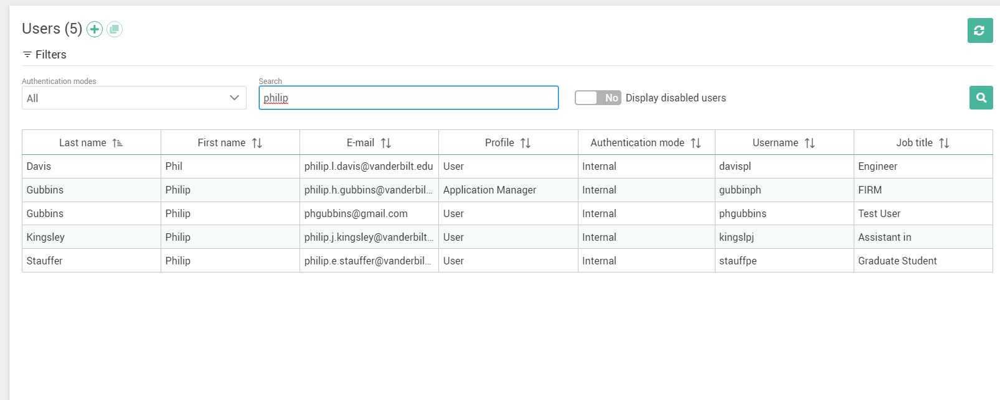 Users (5)
Filters
Authentication modes
All
Search
philip
No Display disabled users
Last name First name E-mail Profile Authentication mode Username Job title
Davis Phil philip.l.davis@vanderbilt.edu User Internal davispl Engineer
Gubbins Philip philip.h.gubbins@vanderbil... Application Manager Internal gubbinph FIRM
Gubbins Philip phgubbins@gmail.com User Internal phgubbins Test User
Kingsley Philip philip.j.kingsley@vanderbilt... User Internal kingslpj Assistant in
Stauffer Philip philip.e.stauffer@vanderbil... User Internal stauffpe Graduate Student